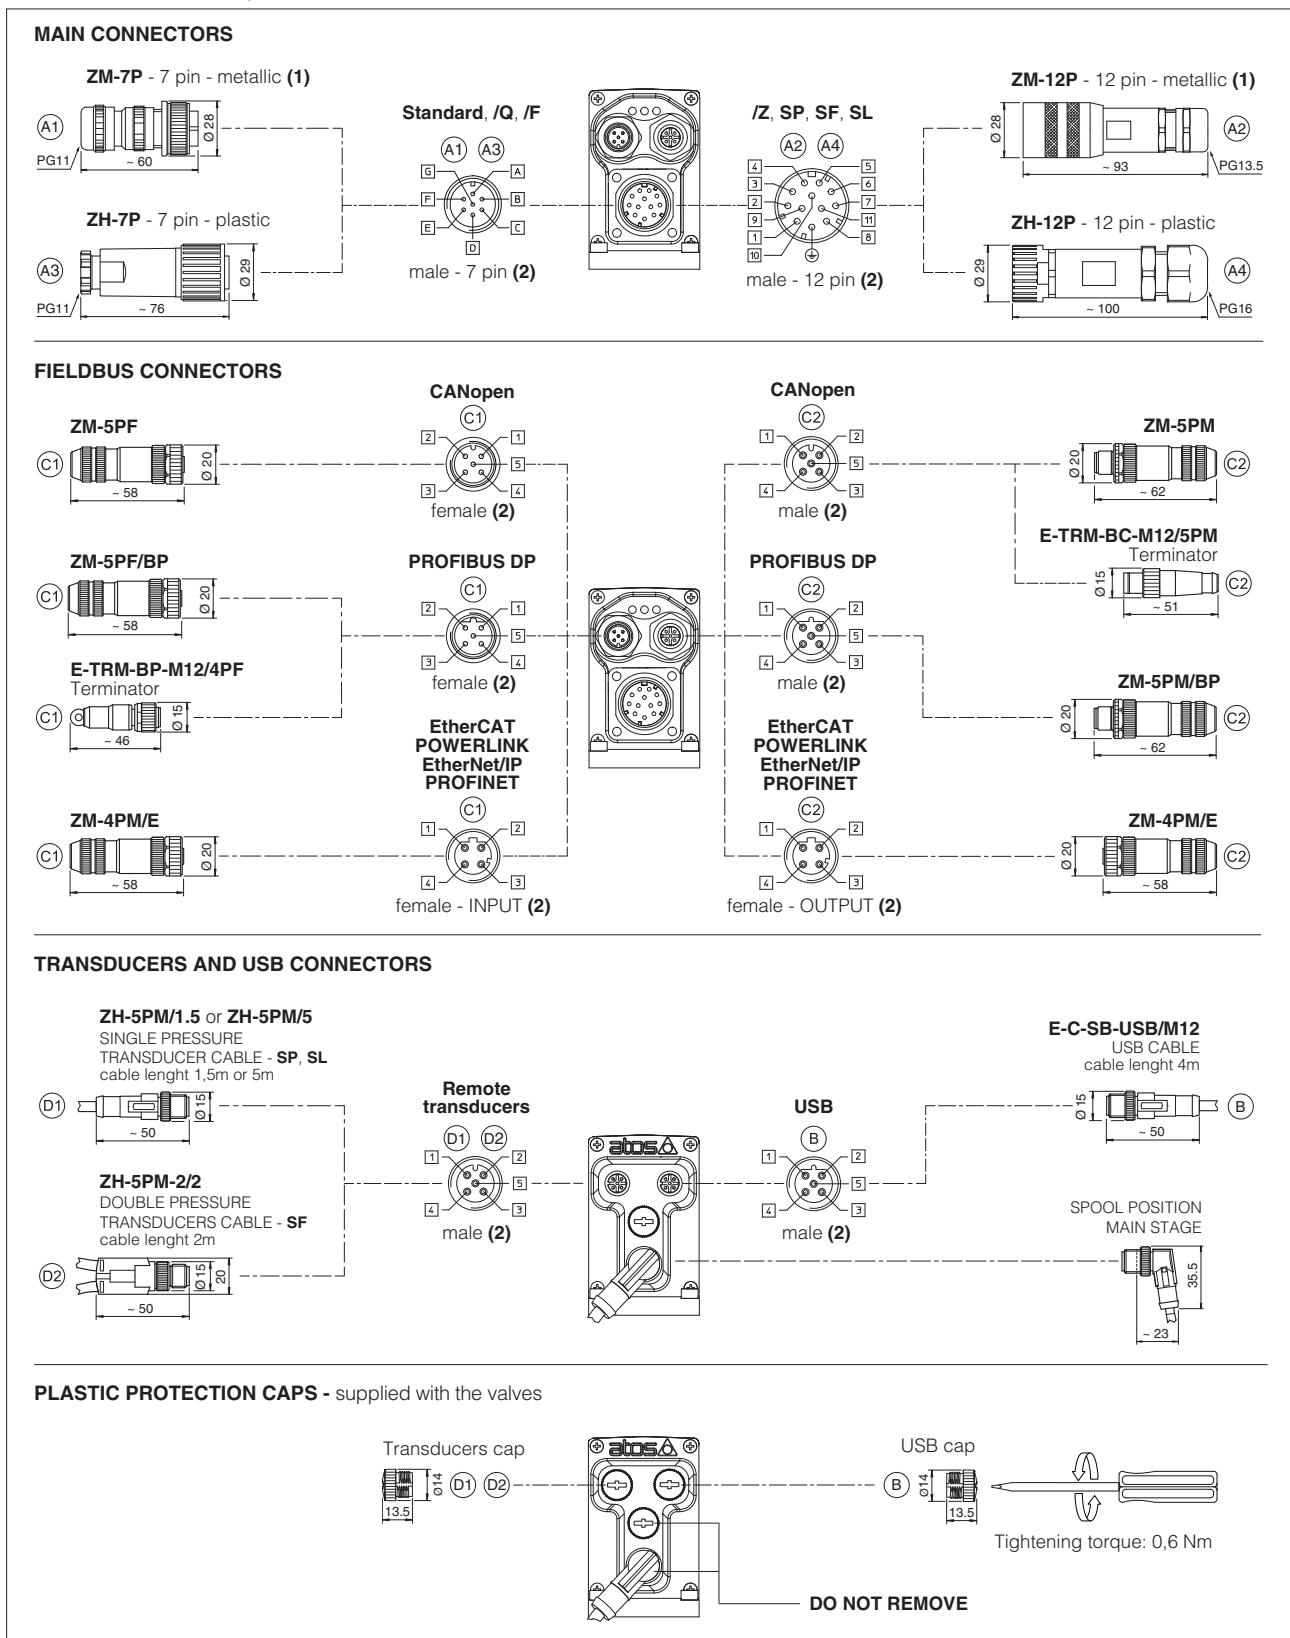 MAIN CONNECTORS
ZM-7P - 7 pin - metallic (1)
A1
PG11
~ 60
Ø 28
ZH-7P - 7 pin - plastic
A3
PG11
~ 76
Ø 29
Standard, /Q, /F
A1 A3
G A
F B
E C
D
male - 7 pin (2)
/Z, SP, SF, SL
A2 A4
4 5
3 6
2 7
9 11
1 8
10
male - 12 pin (2)
ZM-12P - 12 pin - metallic (1)
Ø 28
A2
~ 93
PG13.5
ZH-12P - 12 pin - plastic
Ø 29
A4
~ 100
PG16
FIELDBUS CONNECTORS
ZM-5PF
C1
Ø 20
~ 58
CANopen
C1
2 1
5
3 4
female (2)
CANopen
C2
1 2
5
4 3
male (2)
ZM-5PM
Ø 20
C2
~ 62
E-TRM-BC-M12/5PM
Terminator
Ø 15
C2
~ 51
ZM-5PF/BP
C1
Ø 20
~ 58
E-TRM-BP-M12/4PF
Terminator
C1
Ø 15
~ 46
PROFIBUS DP
C1
2 1
5
3 4
female (2)
PROFIBUS DP
C2
1 2
5
4 3
male (2)
ZM-5PM/BP
Ø 20
C2
~ 62
ZM-4PM/E
C1
Ø 20
~ 58
EtherCAT
POWERLINK
EtherNet/IP
PROFINET
C1
1 2
4 3
female - INPUT (2)
EtherCAT
POWERLINK
EtherNet/IP
PROFINET
C2
1 2
4 3
female - OUTPUT (2)
ZM-4PM/E
Ø 20
C2
~ 58
TRANSDUCERS AND USB CONNECTORS
ZH-5PM/1.5 or ZH-5PM/5
SINGLE PRESSURE
TRANSDUCER CABLE - SP, SL
cable lenght 1,5m or 5m
D1
Ø 15
~ 50
ZH-5PM-2/2
DOUBLE PRESSURE
TRANSDUCERS CABLE - SF
cable lenght 2m
D2
Ø 15
20
~ 50
Remote
transducers
D1 D2
1 2
5
4 3
male (2)
atos
USB
B
1 2
5
4 3
male (2)
E-C-SB-USB/M12
USB CABLE
cable lenght 4m
Ø 15
B
~ 50
SPOOL POSITION
MAIN STAGE
35.5
~ 23
PLASTIC PROTECTION CAPS - supplied with the valves
Transducers cap
Ø14
D1 D2
13.5
atos
USB cap
B
Ø14
13.5
Tightening torque: 0,6 Nm
DO NOT REMOVE